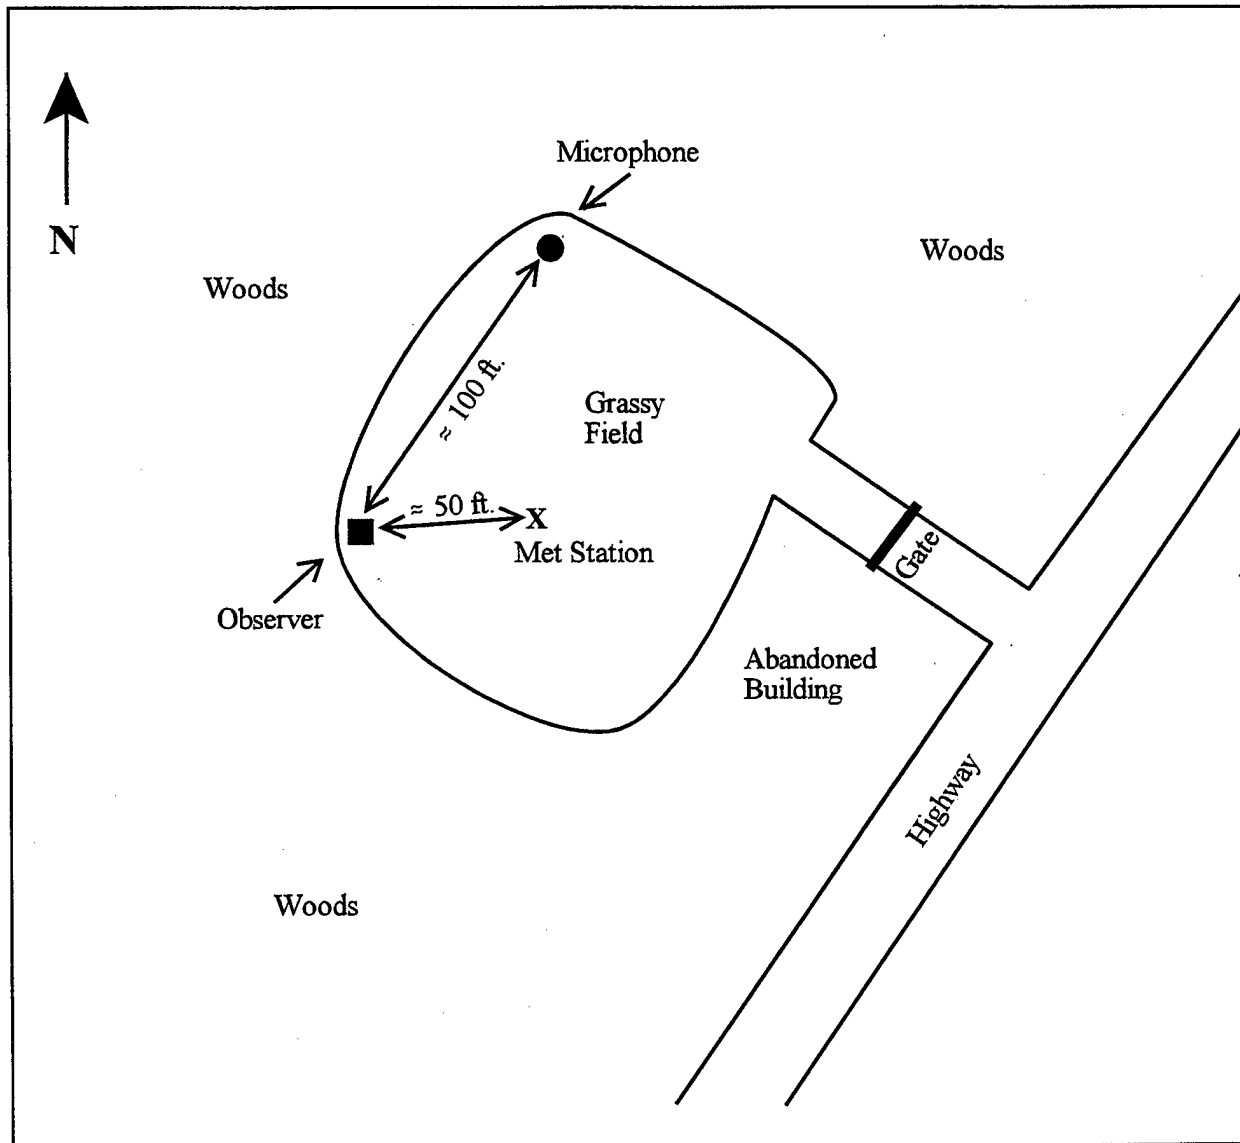 Microphone
N
Woods
Woods
≈ 100 ft.
Grassy
Field
≈ 50 ft.
X
Met Station
Gate
Observer
Abandoned
Building
Highway
Woods